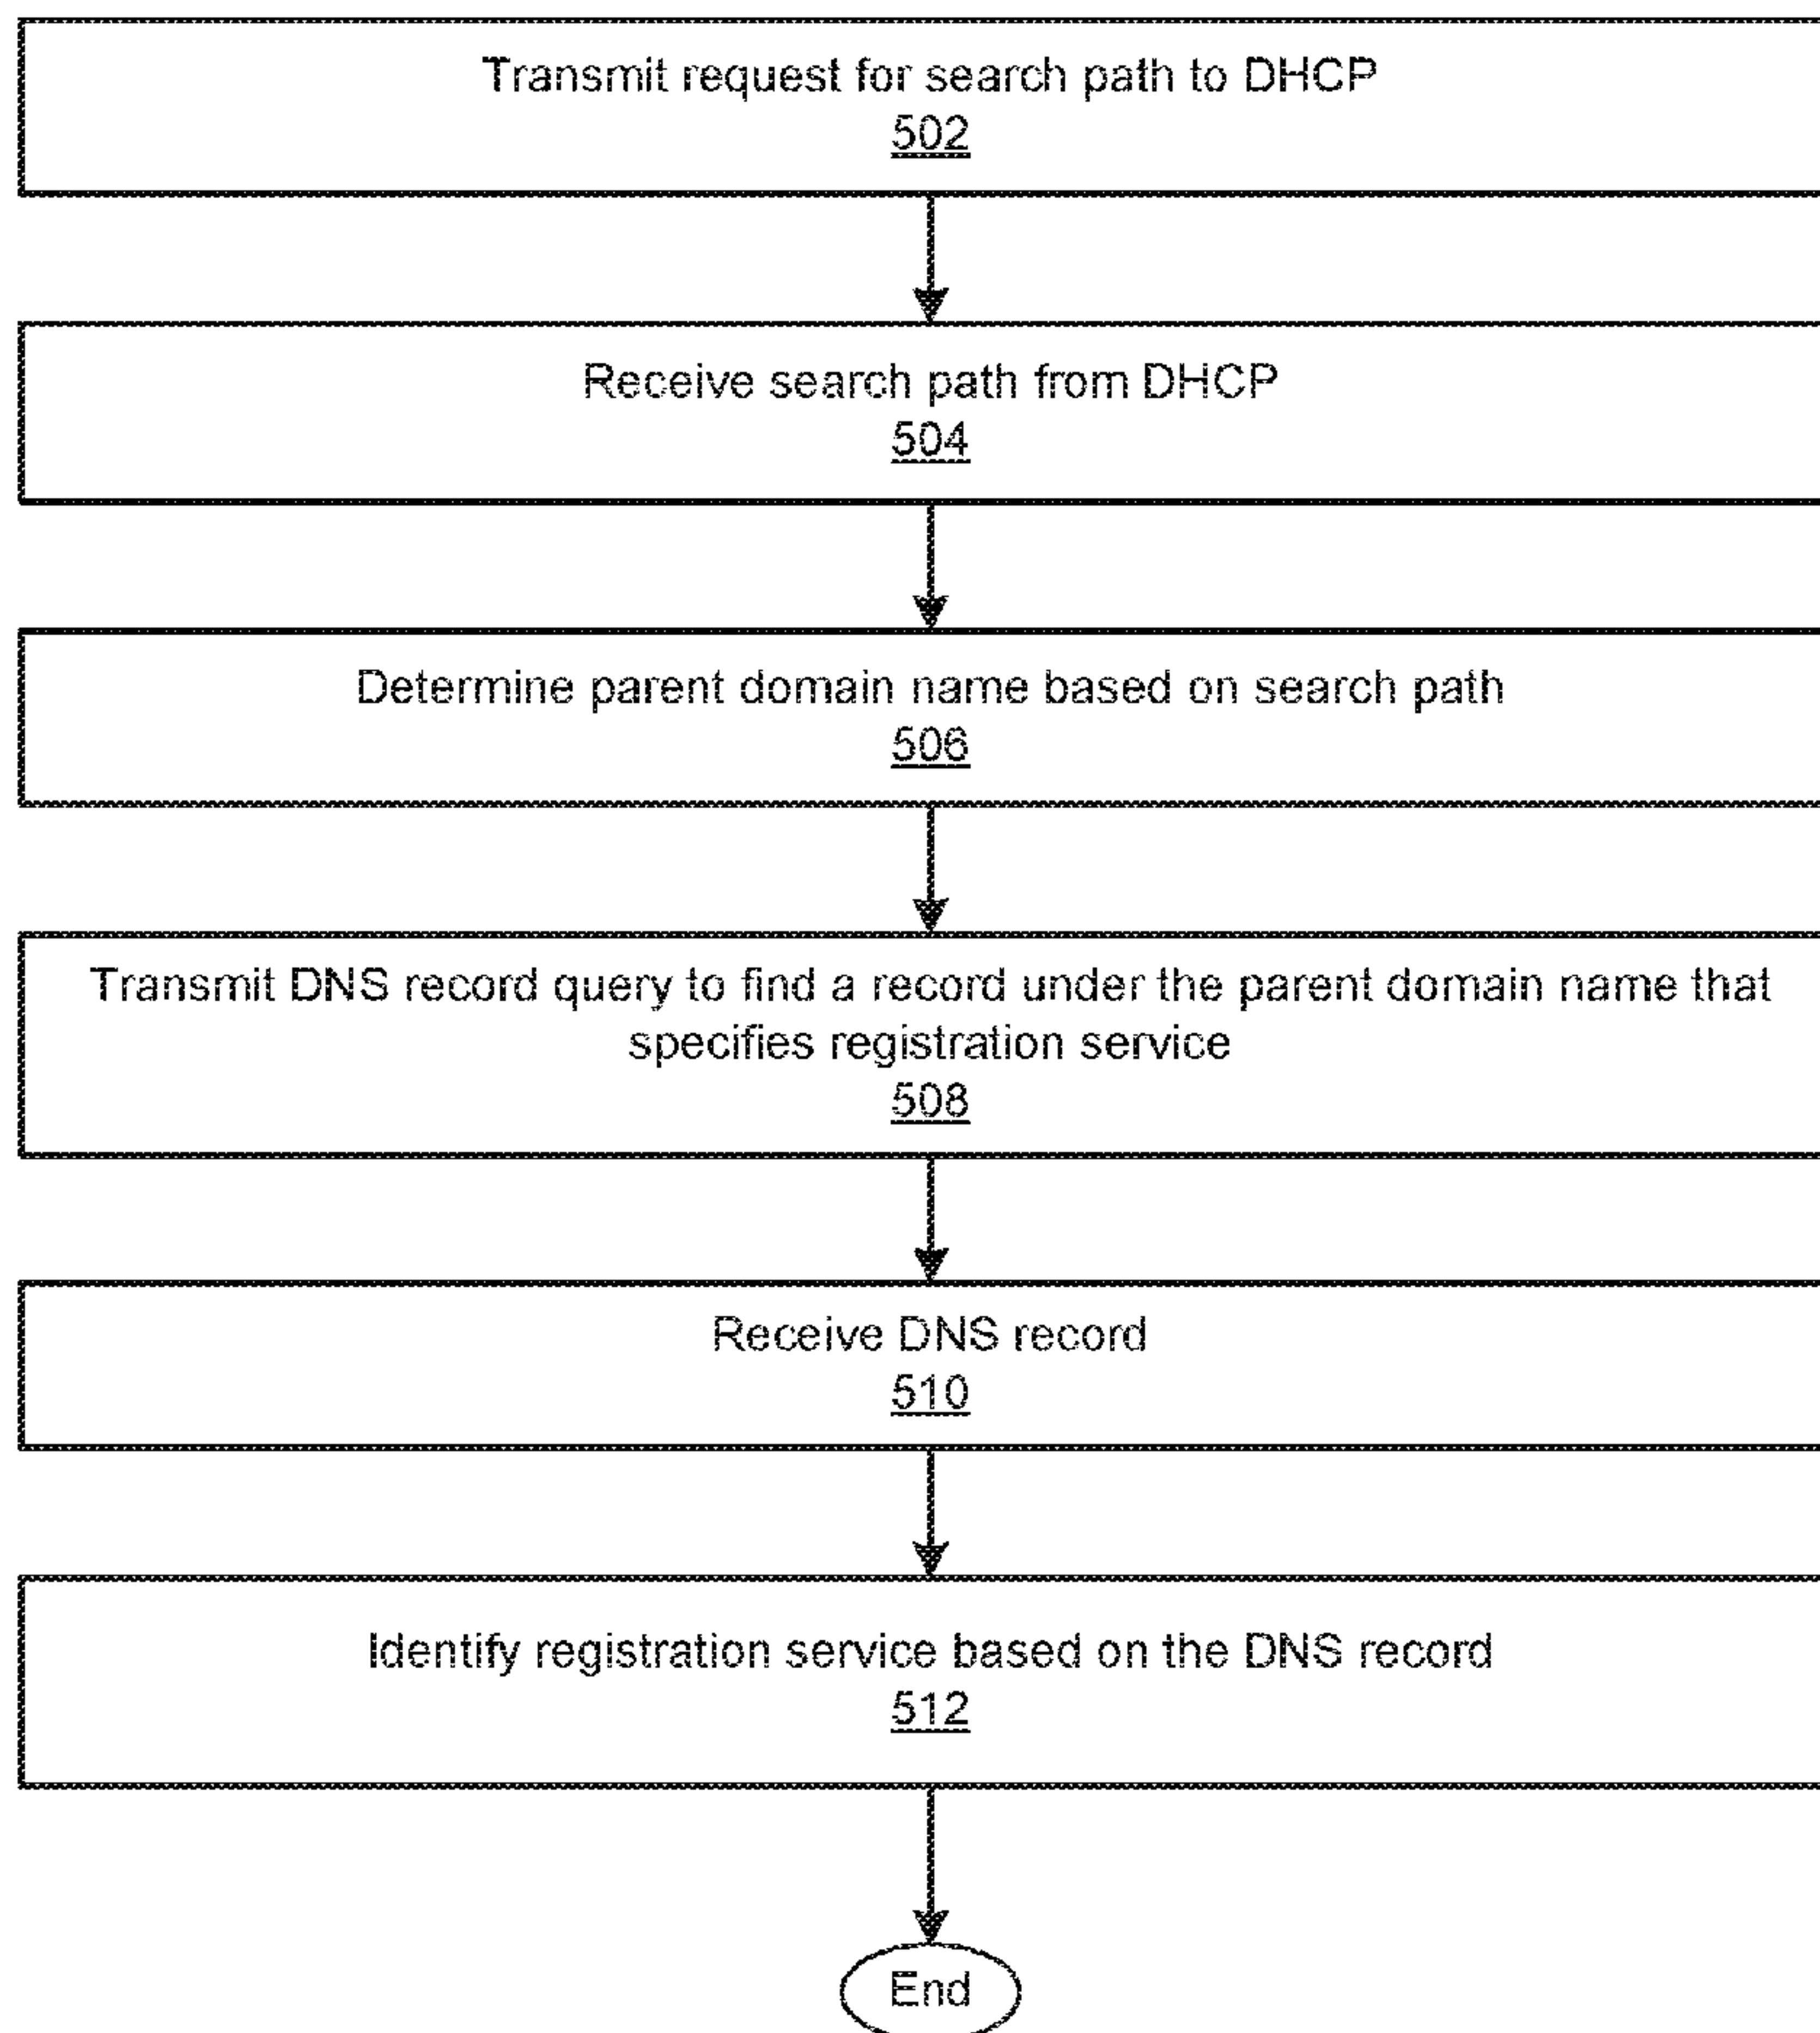 Transmit request for search path to DHCP
502
Receive search path from DHCP
504
Determine parent domain name based on search path
506
Transmit DNS record query to find a record under the parent domain name that
specifies registration service
508
Receive DNS record
510
Identify registration service based on the DNS record
512
End